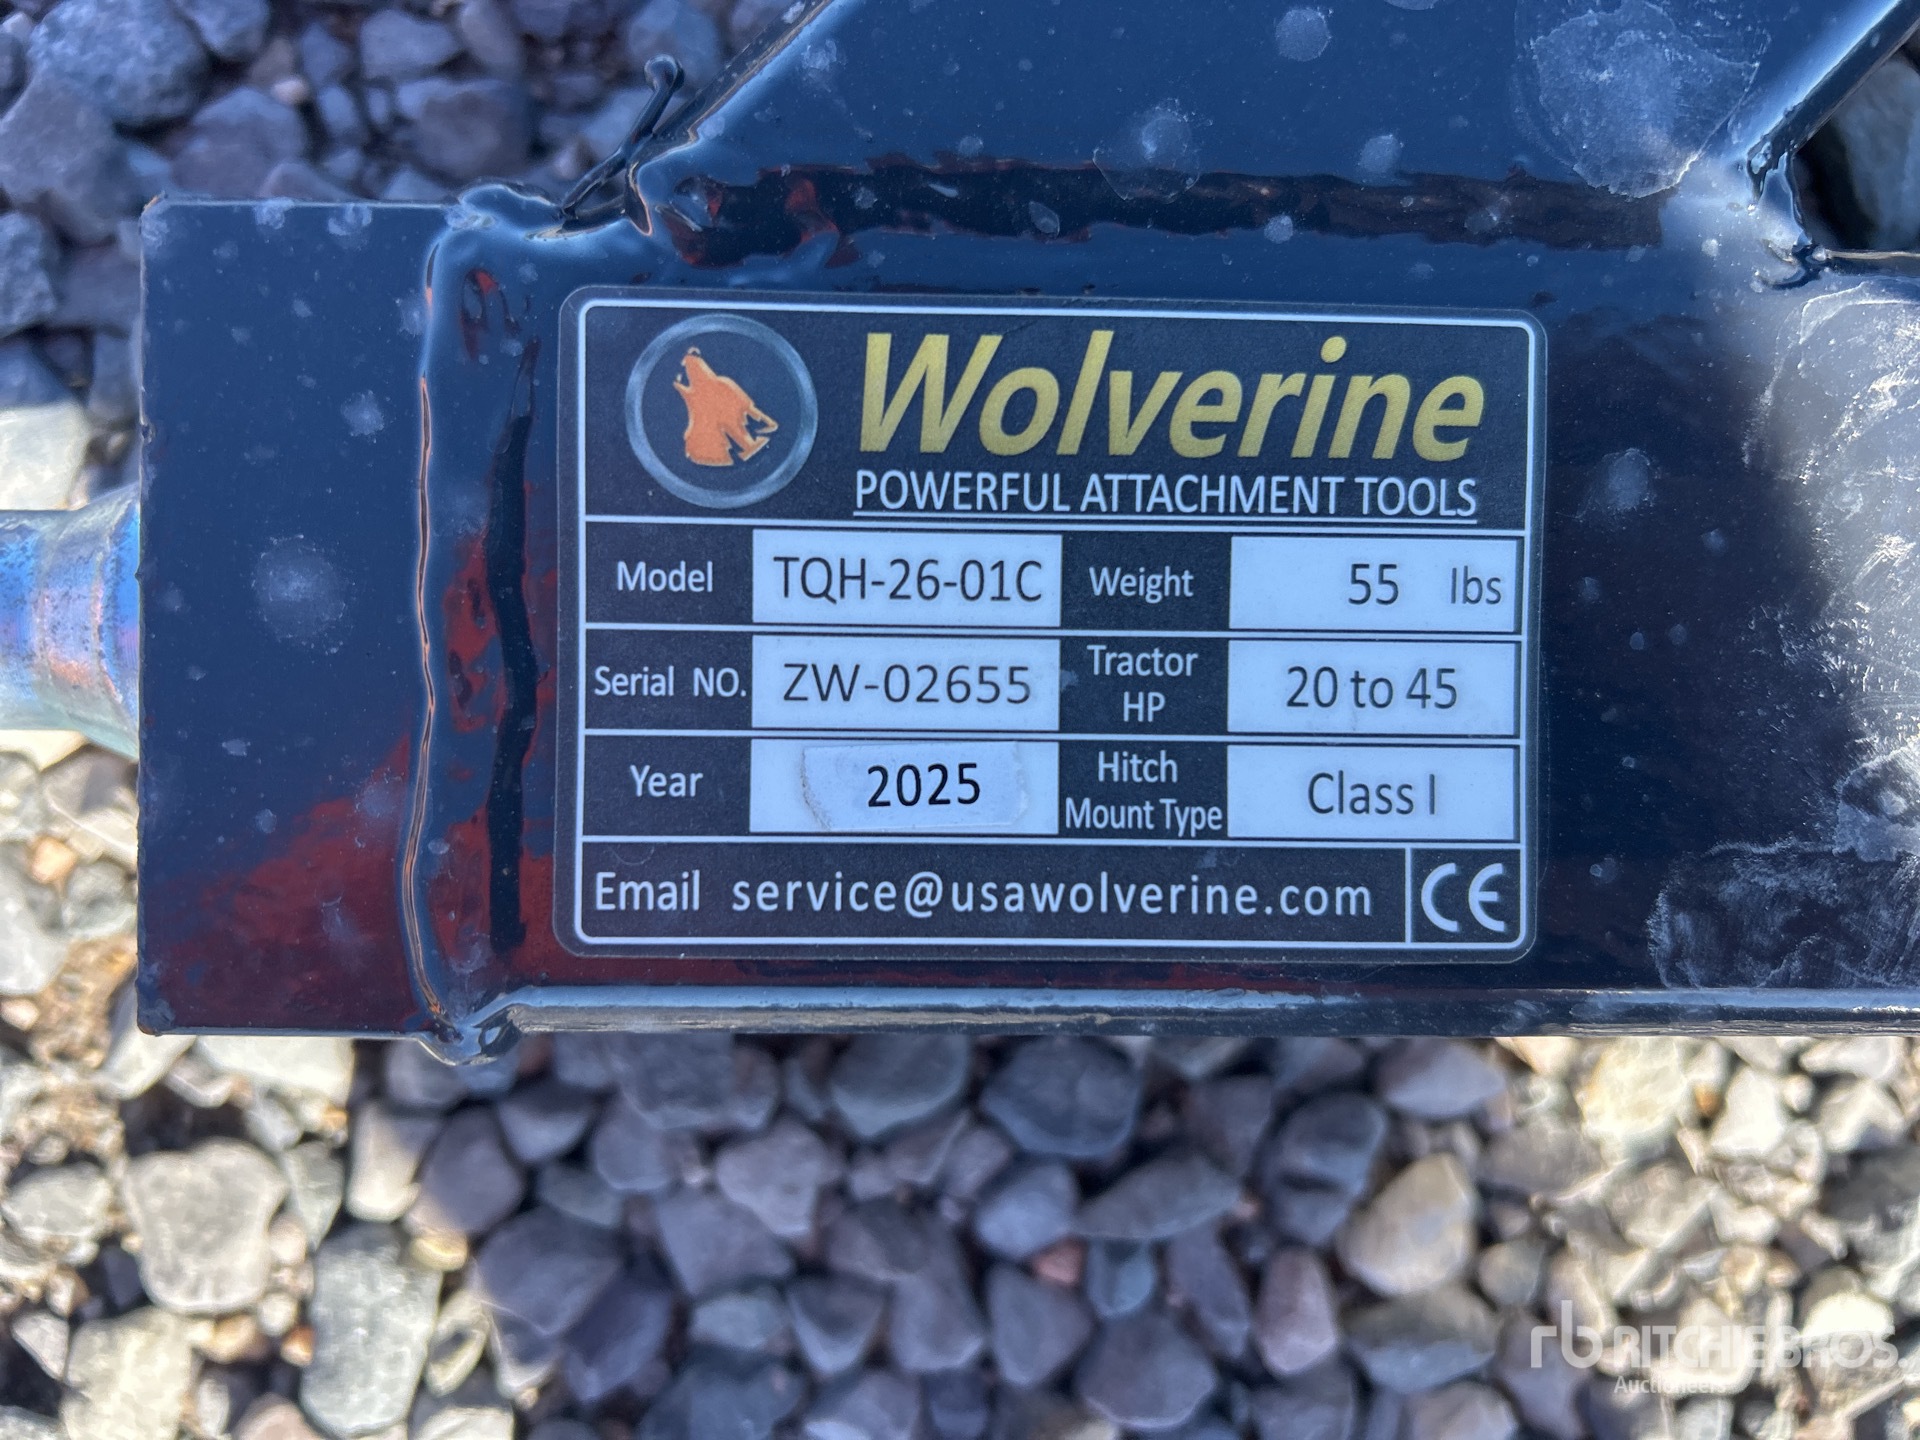 Wolverine
POWERFUL ATTACHMENT TOOLS
Model TQH-26-01C Weight 55 lbs
Serial NO. ZW-02655 Tractor HP 20 to 45
Year 2025 Hitch Mount Type Class I
Email service@usawolverine.com CE
rb RITCHIE BROS.
Auctioneers